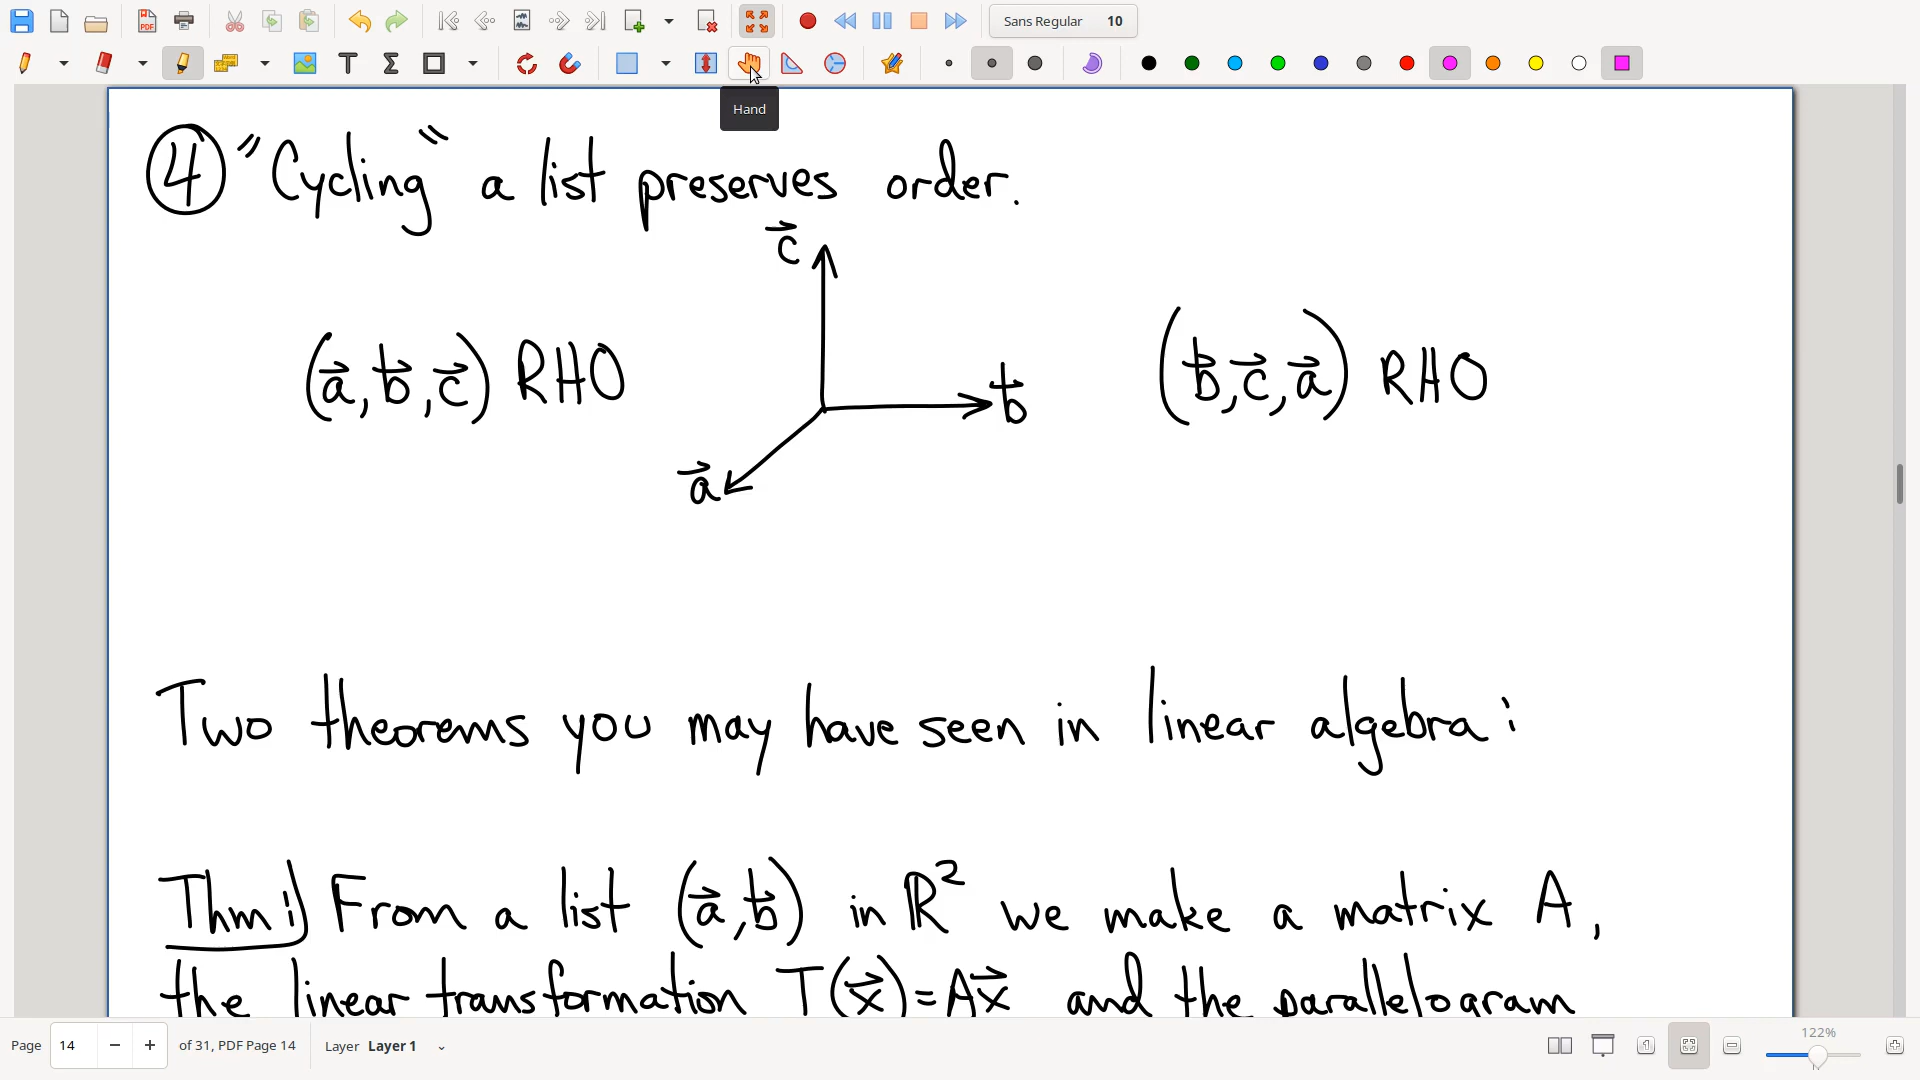 Sans Regular 10
Hand
④ "Cycling" a list preserves order.
c⃗
(a⃗, b⃗, c⃗) RHO
(b⃗, c⃗, a⃗) RHO
b⃗
a⃗
Two theorems you may have seen in linear algebra:
Thm: From a list (a⃗, b⃗) in ℝ² we make a matrix A,
the linear transformation T(x⃗) = Ax⃗ and the parallelogram
Page 14 − + of 31, PDF Page 14 Layer Layer 1 122%